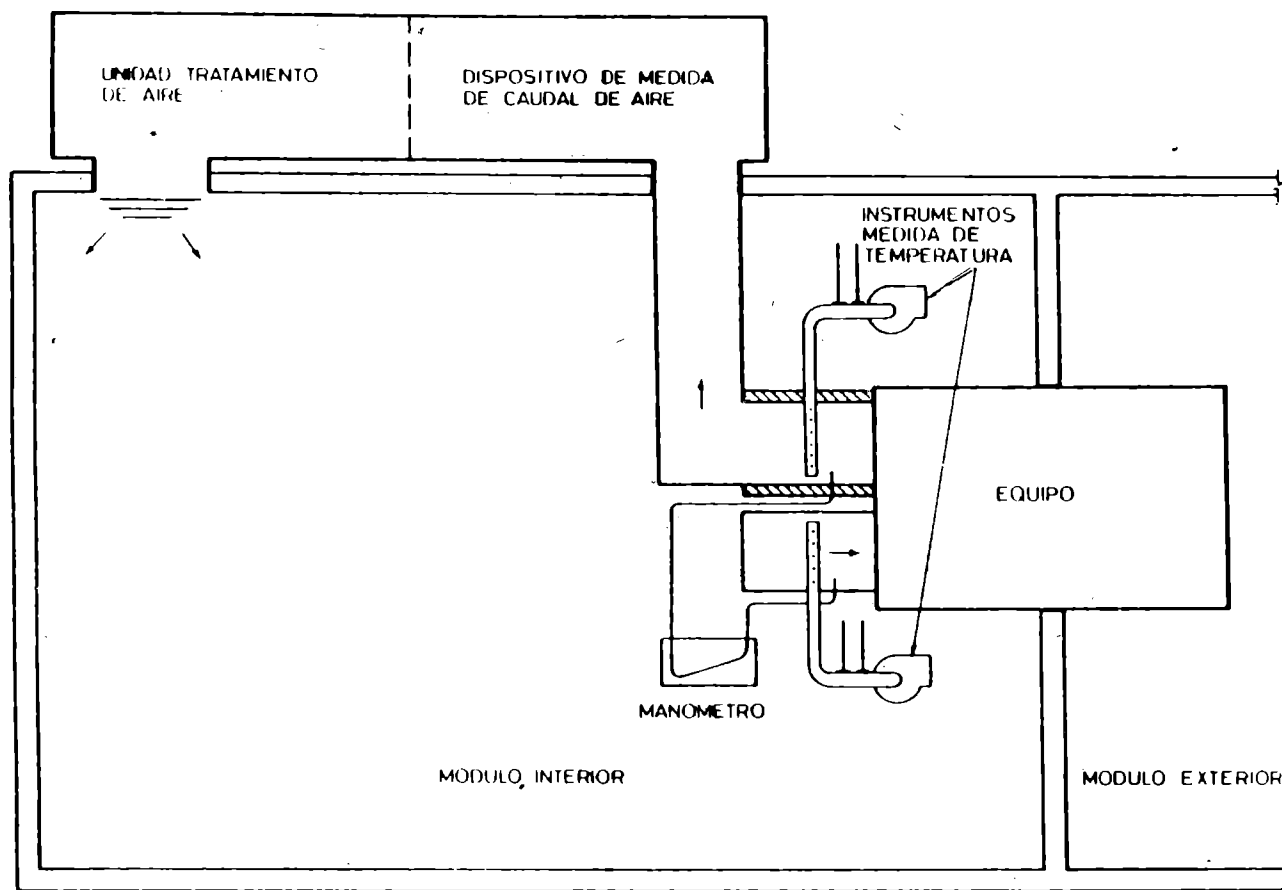 UNIDAD TRATAMIENTO
DE AIRE
DISPOSITIVO DE MEDIDA
DE CAUDAL DE AIRE
INSTRUMENTOS
MEDIDA DE
TEMPERATURA
EQUIPO
MANOMETRO
MODULO INTERIOR
MODULO EXTERIOR